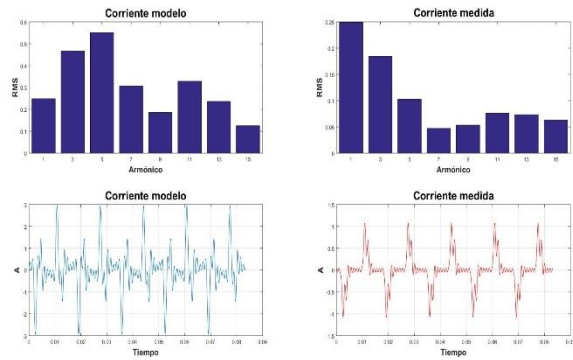 Corriente modelo
RMS
0.6
0.5
0.4
0.3
0.2
0.1
0
1 3 5 7 9 11 13 15
Armónico
Corriente medida
RMS
0.25
0.2
0.15
0.1
0.05
0
1 3 5 7 9 11 13 15
Armónico
Corriente modelo
A
3
2
1
0
-1
-2
-3
0 0.01 0.02 0.03 0.04 0.05 0.06 0.07 0.08 0.09
Tiempo
Corriente medida
A
1.5
1
0.5
0
-0.5
-1
-1.5
0 0.01 0.02 0.03 0.04 0.05 0.06 0.07 0.08 0.09
Tiempo